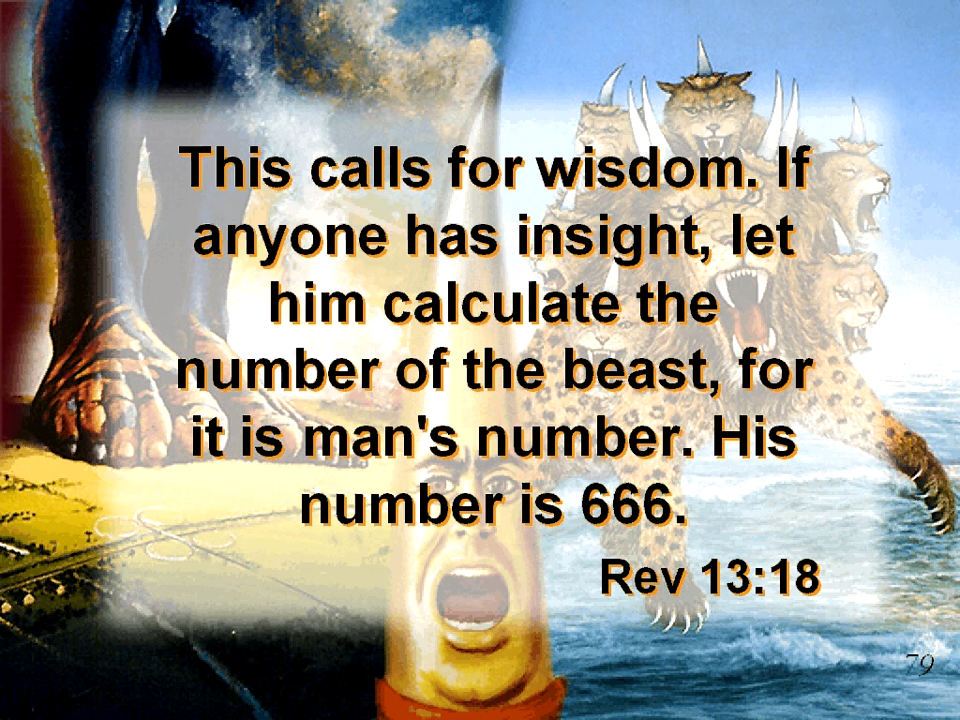 This calls for wisdom. If
anyone has insight, let
him calculate the
number of the beast, for
it is man's number. His
number is 666.
Rev 13:18
79